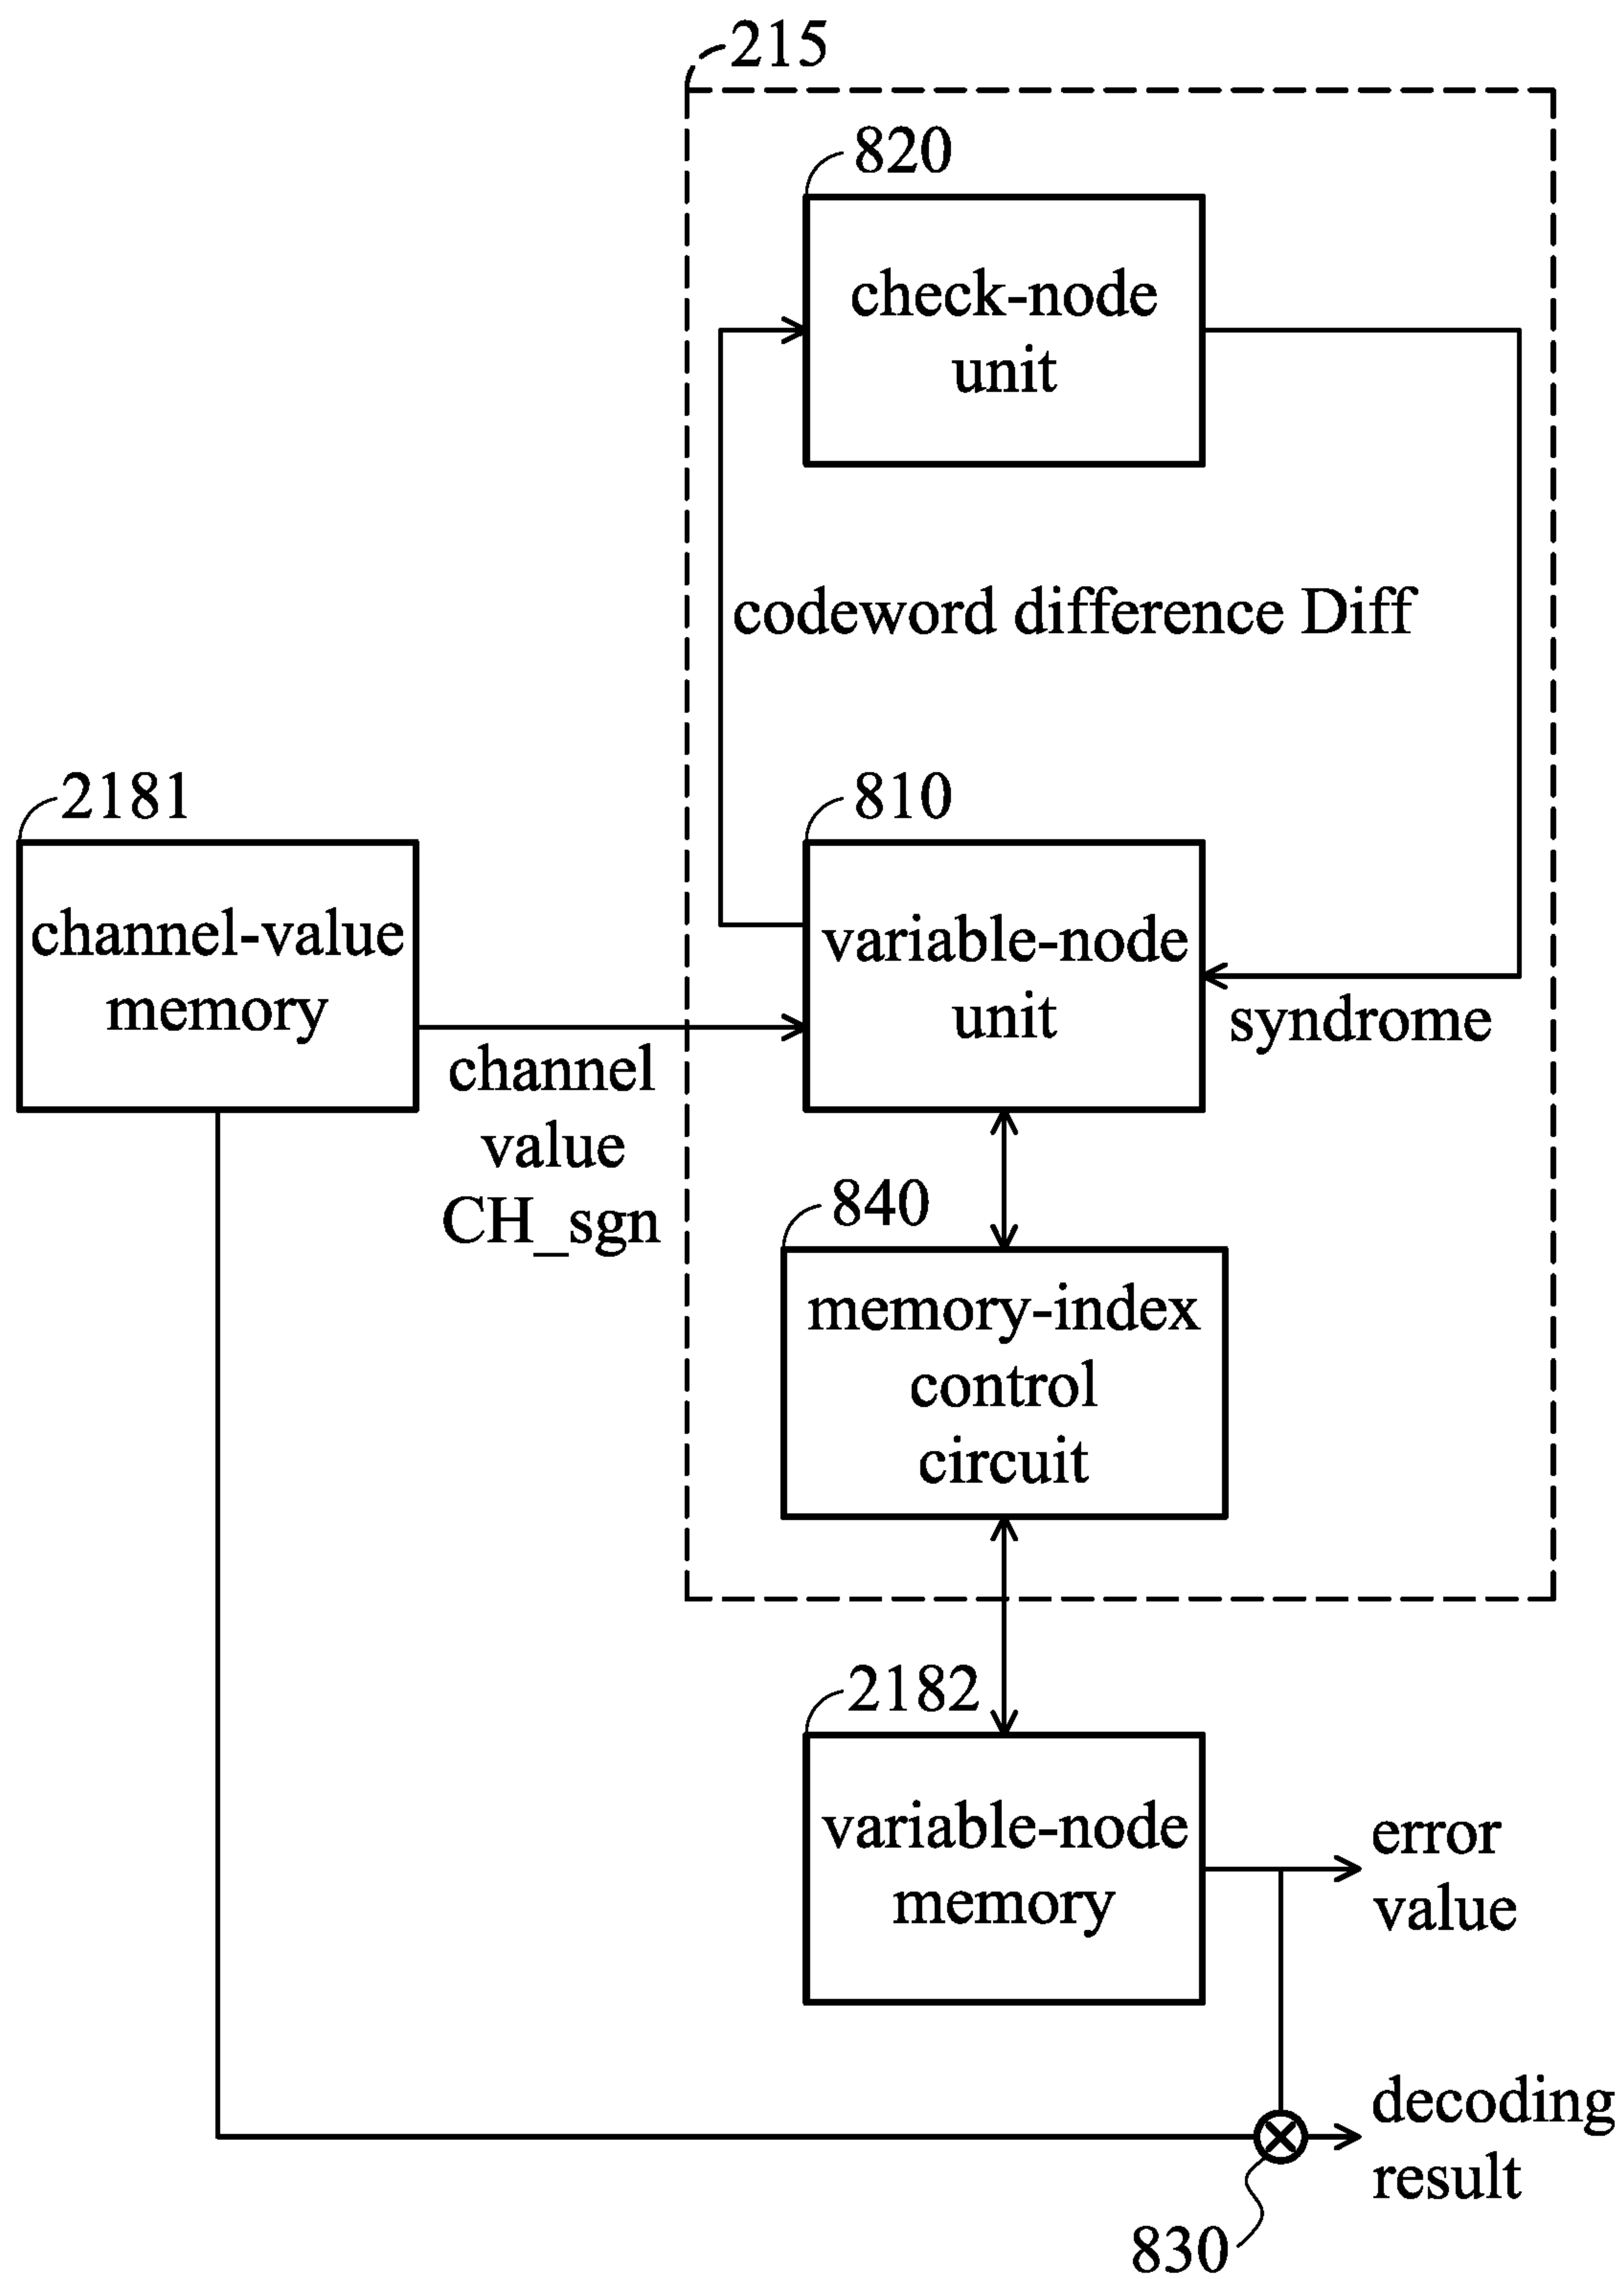 215
820
check-node
unit
codeword difference Diff
2181
channel-value
memory
810
variable-node
unit
syndrome
channel
value
CH_sgn
840
memory-index
control
circuit
2182
variable-node
memory
error
value
decoding
result
830